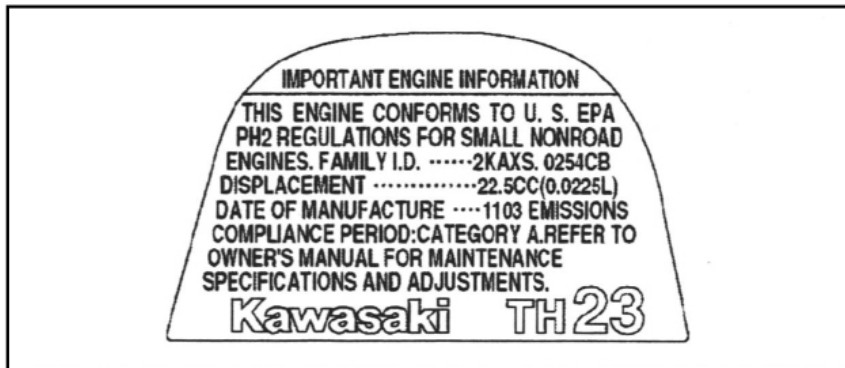 IMPORTANT ENGINE INFORMATION
THIS ENGINE CONFORMS TO U. S. EPA
PH2 REGULATIONS FOR SMALL NONROAD
ENGINES. FAMILY I.D. ······2KAXS. 0254CB
DISPLACEMENT ··············22.5CC(0.0225L)
DATE OF MANUFACTURE ····1103 EMISSIONS
COMPLIANCE PERIOD:CATEGORY A.REFER TO
OWNER'S MANUAL FOR MAINTENANCE
SPECIFICATIONS AND ADJUSTMENTS.
Kawasaki TH23